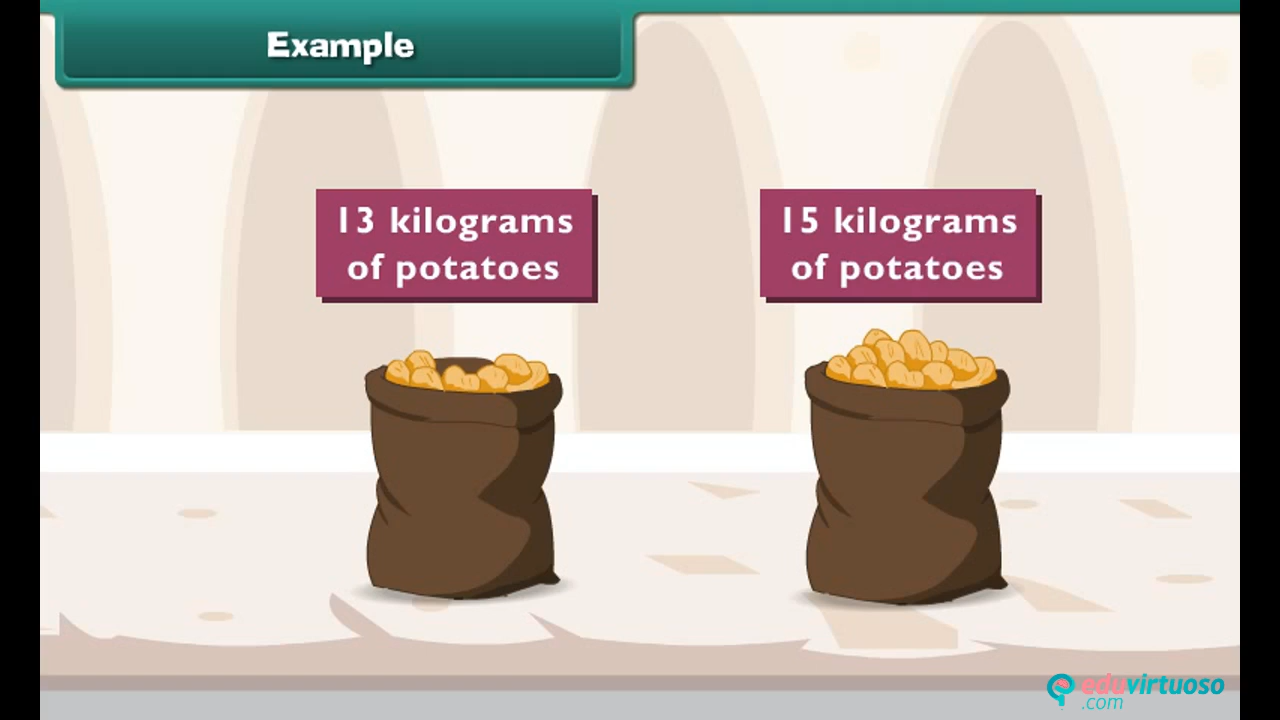 Example
13 kilograms
of potatoes
15 kilograms
of potatoes
eduvirtuoso
.com